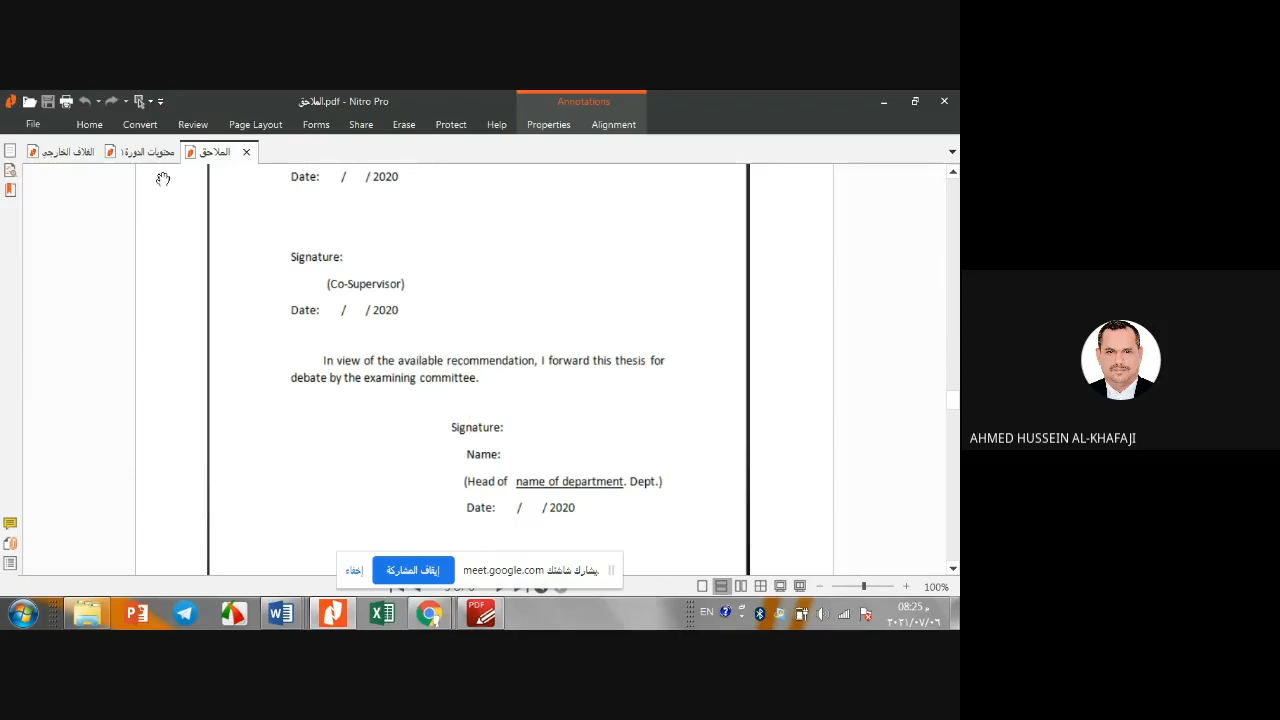 الملاحق.pdf - Nitro Pro
Annotations
File Home Convert Review Page Layout Forms Share Erase Protect Help Properties Alignment
الغلاف الخارجي محتويات الدورة١ الملاحق
Date: / / 2020
Signature:
(Co-Supervisor)
Date: / / 2020
In view of the available recommendation, I forward this thesis for
debate by the examining committee.
Signature:
Name:
(Head of name of department. Dept.)
Date: / / 2020
يشارك شاشتك meet.google.com. إيقاف المشاركة إخفاء
100%
PDF
EN
08:25 م
٢٠٢١/٠٧/٠٦
AHMED HUSSEIN AL-KHAFAJI